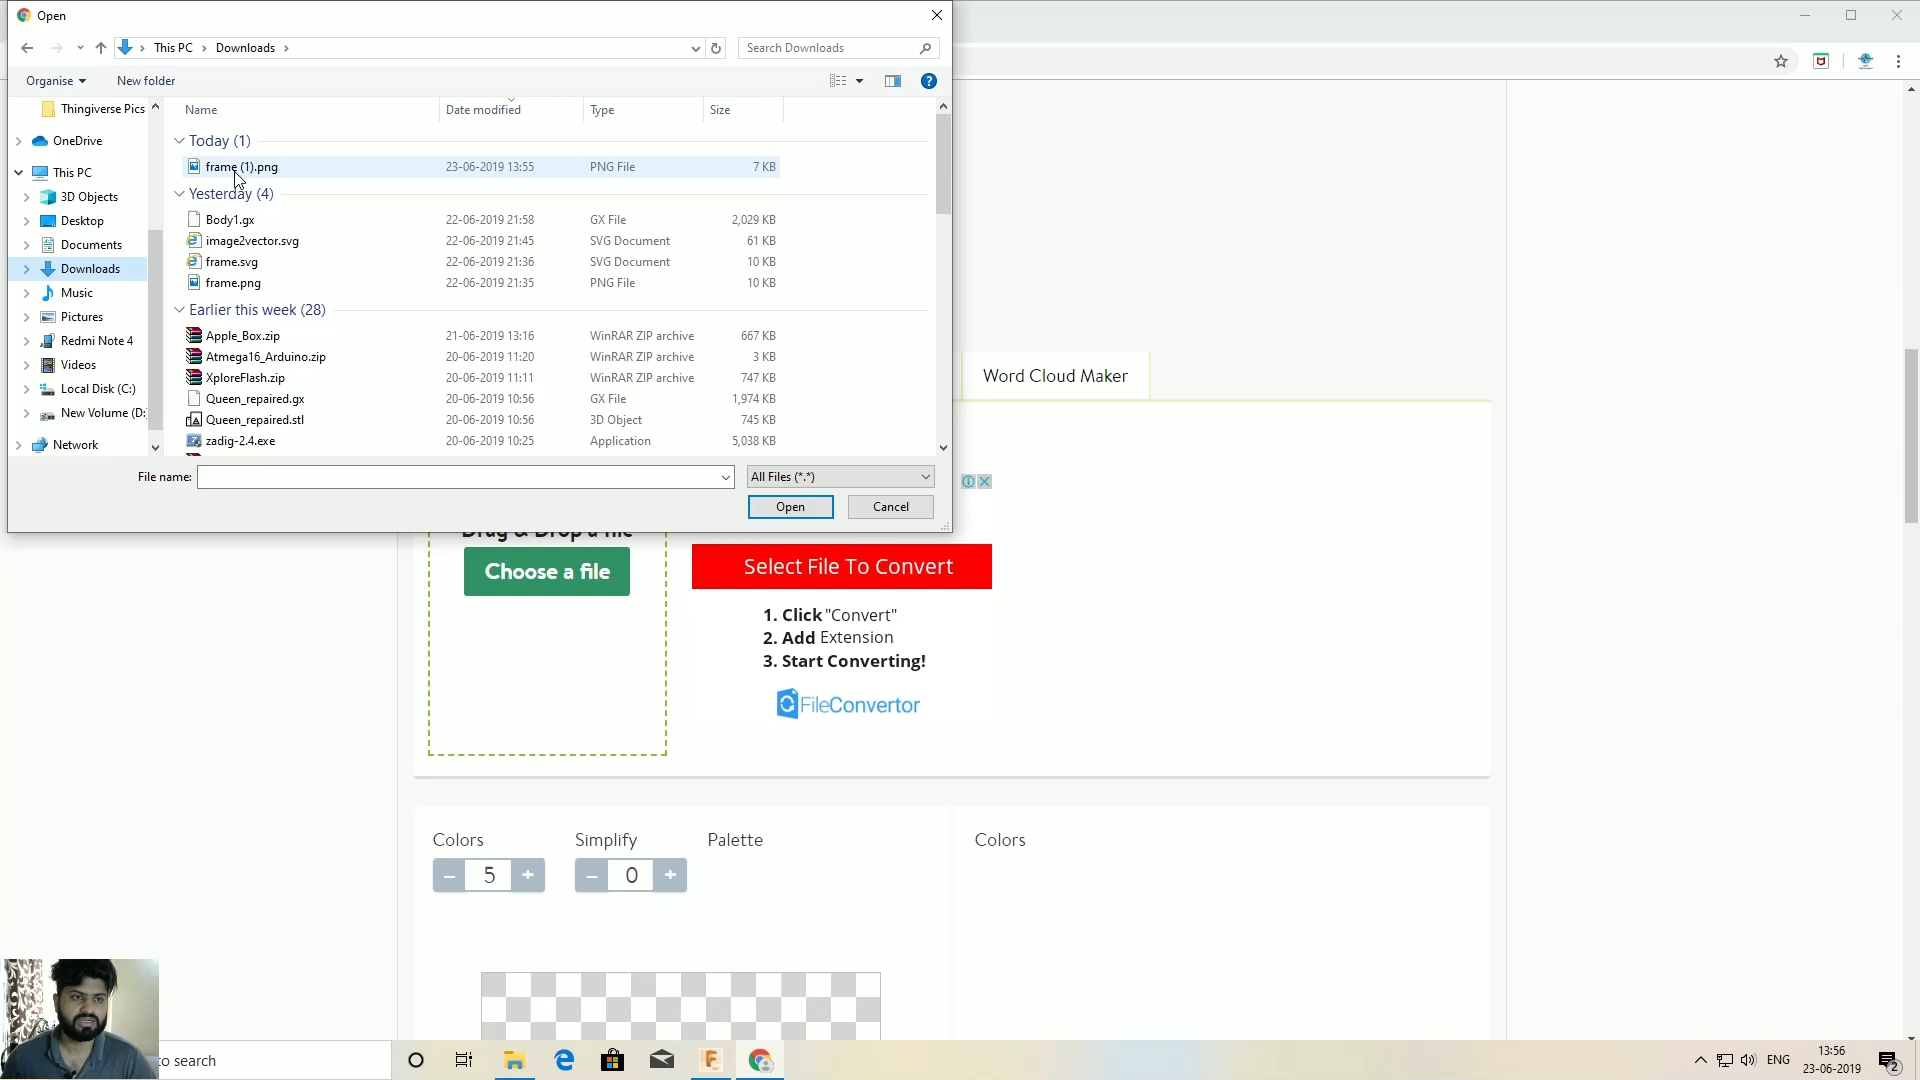 Open
This PC
Downloads
Search Downloads
Organise
New folder
Name
Date modified
Type
Size
Thingiverse Pics
OneDrive
This PC
3D Objects
Desktop
Documents
Downloads
Music
Pictures
Redmi Note 4
Videos
Local Disk (C:)
New Volume (D:
Network
Today (1)
frame (1).png 23-06-2019 13:55 PNG File 7 KB
Yesterday (4)
Body1.gx 22-06-2019 21:58 GX File 2,029 KB
image2vector.svg 22-06-2019 21:45 SVG Document 61 KB
frame.svg 22-06-2019 21:36 SVG Document 10 KB
frame.png 22-06-2019 21:35 PNG File 10 KB
Earlier this week (28)
Apple_Box.zip 21-06-2019 13:16 WinRAR ZIP archive 667 KB
Atmega16_Arduino.zip 20-06-2019 11:20 WinRAR ZIP archive 3 KB
XploreFlash.zip 20-06-2019 11:11 WinRAR ZIP archive 747 KB
Queen_repaired.gx 20-06-2019 10:56 GX File 1,974 KB
Queen_repaired.stl 20-06-2019 10:56 3D Object 745 KB
zadig-2.4.exe 20-06-2019 10:25 Application 5,038 KB
File name:
All Files (*.*)
Open
Cancel
Word Cloud Maker
Drag & Drop a file
Choose a file
Select File To Convert
1. Click "Convert"
2. Add Extension
3. Start Converting!
FileConvertor
Colors
Simplify
Palette
Colors
– 5 +
– 0 +
to search
ENG
13:56
23-06-2019
2